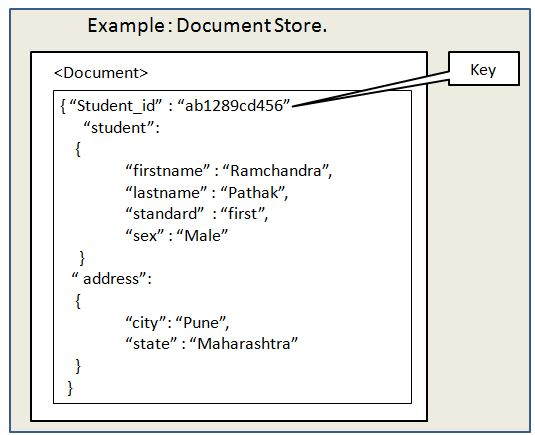 Example: Document Store.
<Document>
Key
{ “Student_id” : “ab1289cd456”
“student”:
{
“firstname” : “Ramchandra”,
“lastname” : “Pathak”,
“standard” : “first”,
“sex” : “Male”
}
“ address”:
{
“city”: “Pune”,
“state” : “Maharashtra”
}
}